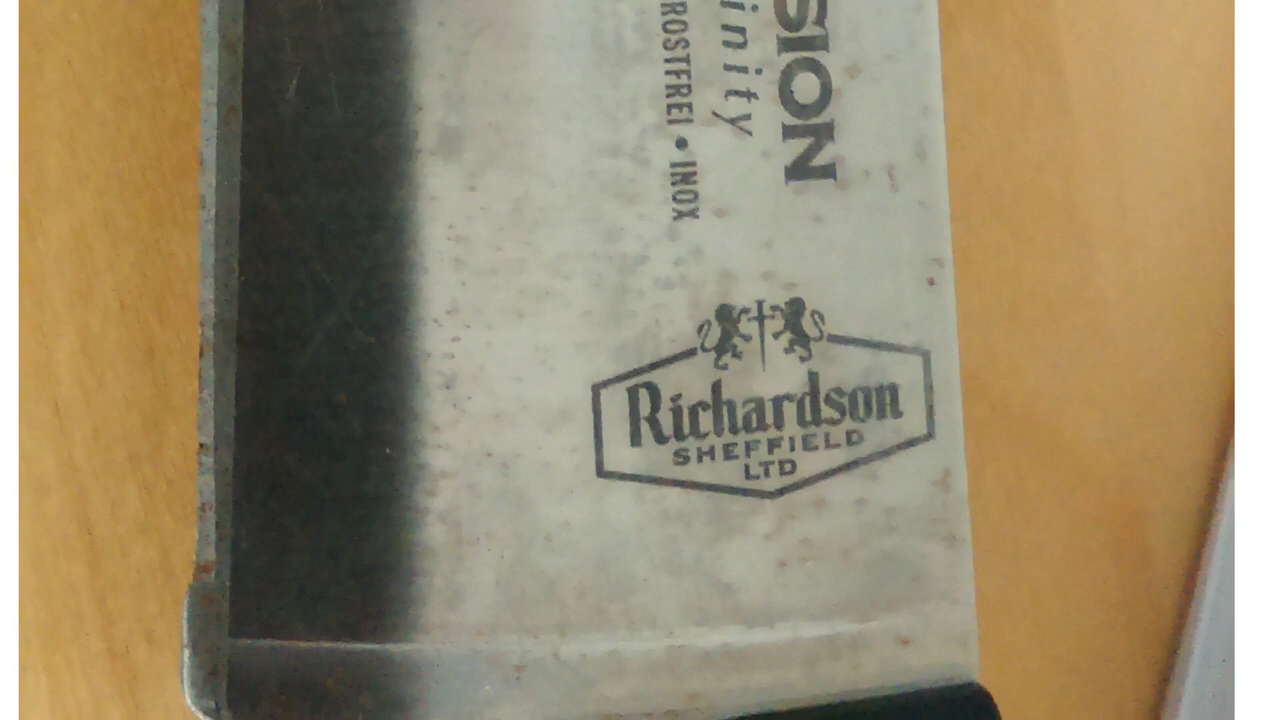 SION
inity
ROSTFREI • INOX
Richardson
SHEFFIELD
LTD